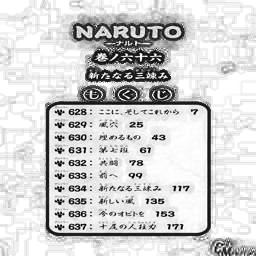 NARUTO
—ナルト—
巻ノ六十六
新たなる三竦み
もくじ
628: ここに、そしてこれから 7
629: 風穴 25
630: 埋めるもの 43
631: 第七班 61
632: 共闘 78
633: 前へ 99
634: 新たなる三竦み 117
635: 新しい風 135
636: 今のオビトを 153
637: 十尾の人柱力 171